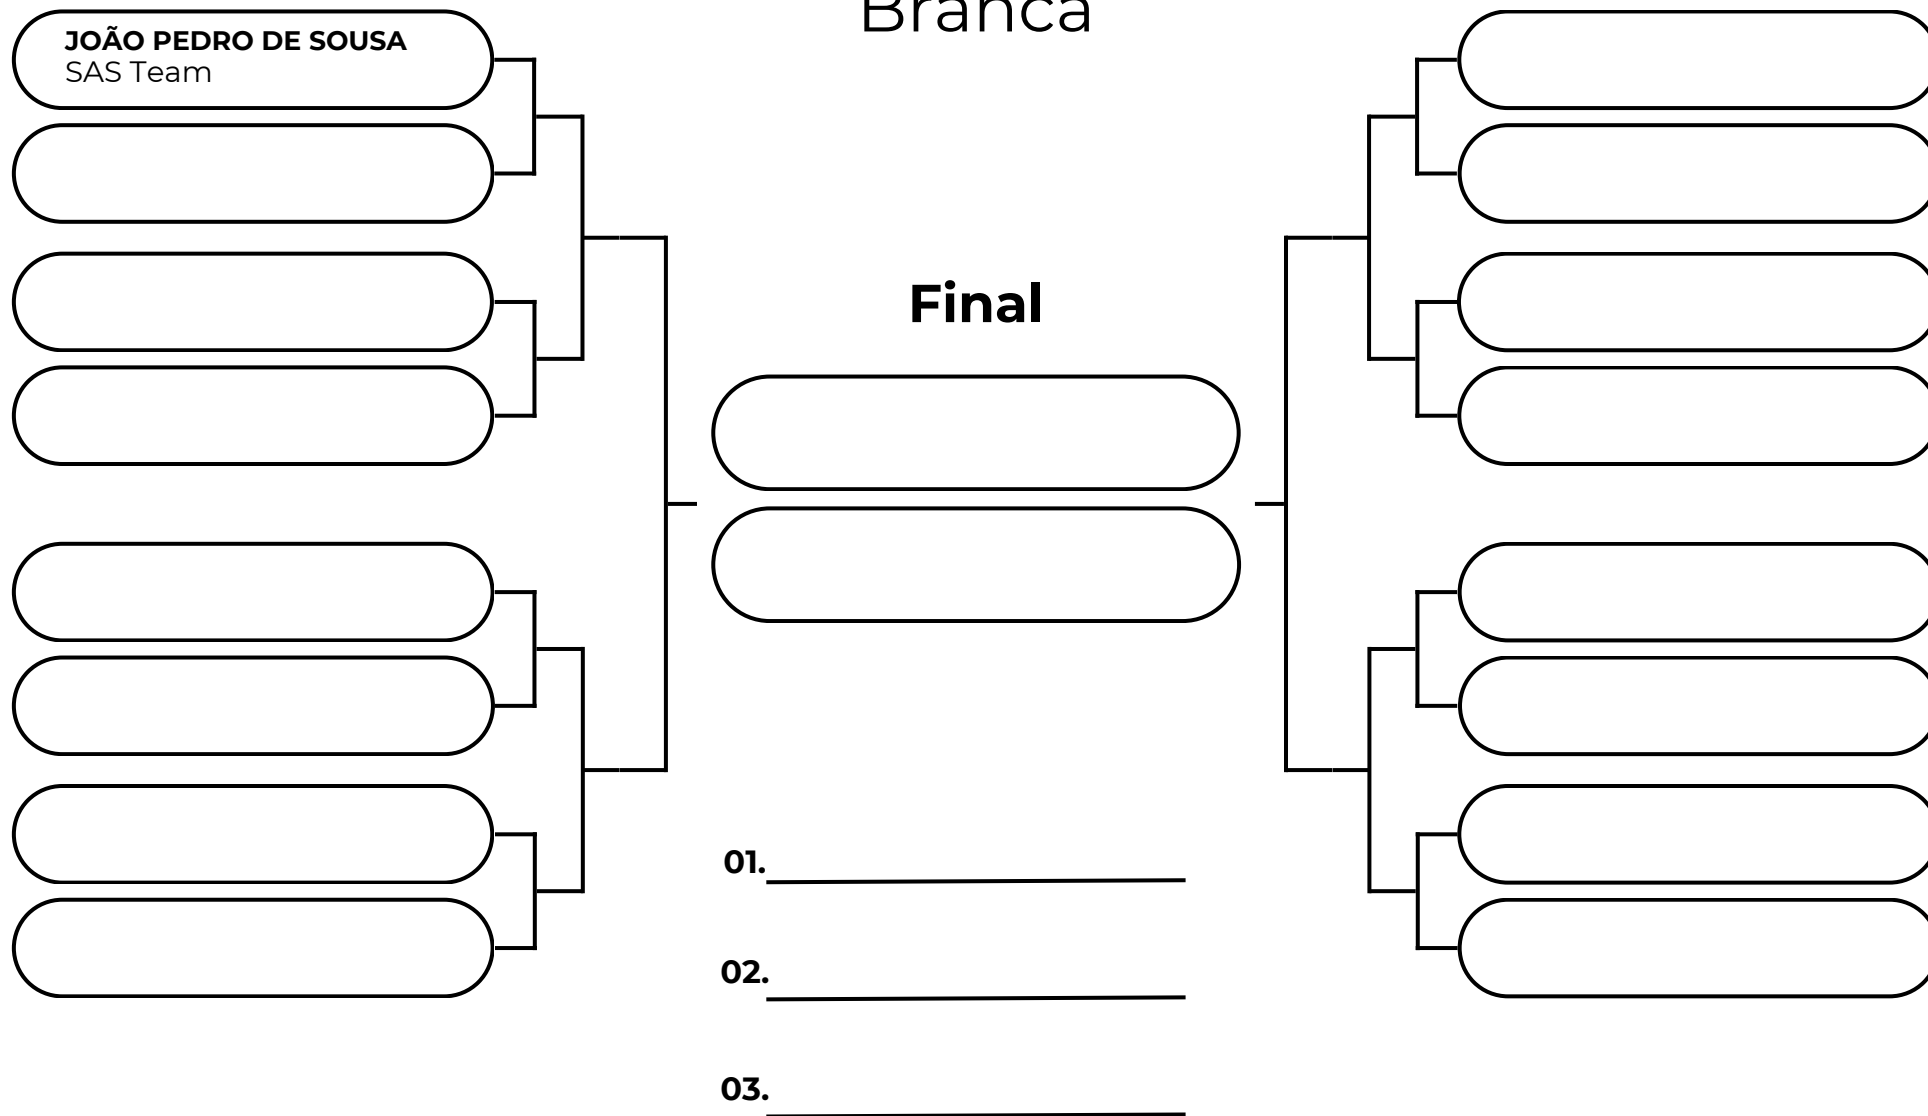 Branca
JOÃO PEDRO DE SOUSA
SAS Team
Final
01.
02.
03.